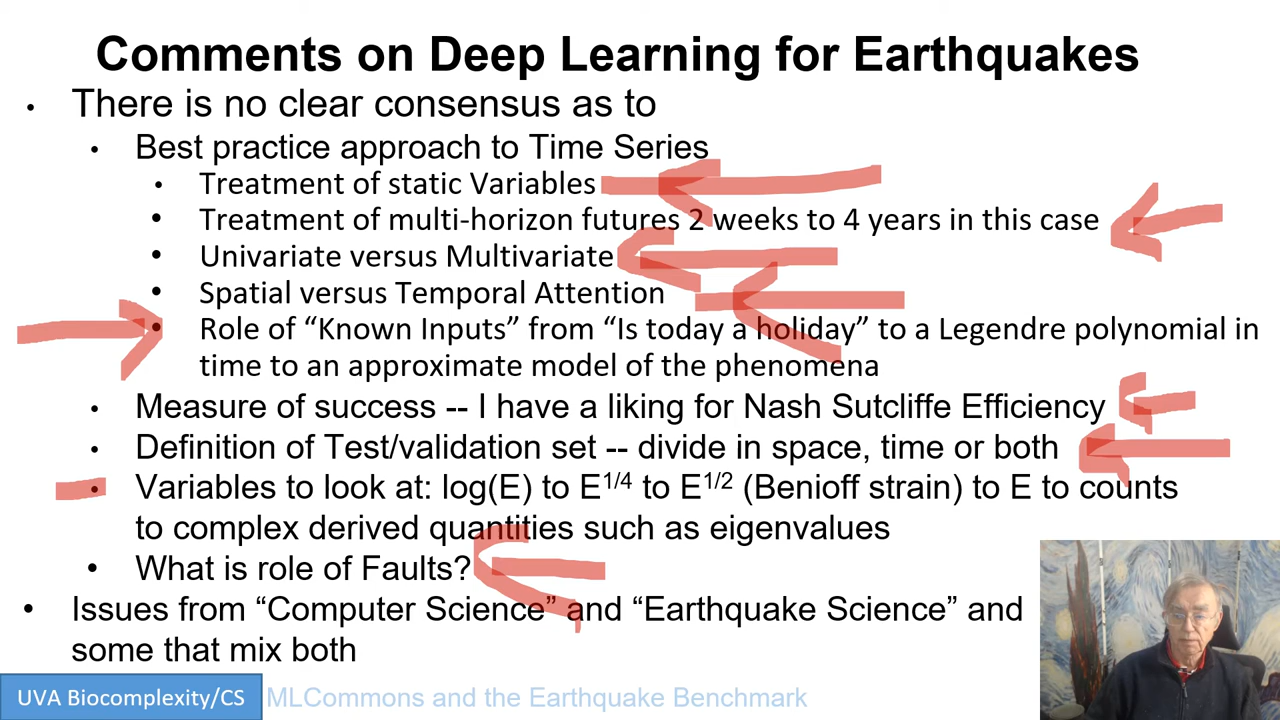 Comments on Deep Learning for Earthquakes
• There is no clear consensus as to
• Best practice approach to Time Series
• Treatment of static Variables
• Treatment of multi-horizon futures 2 weeks to 4 years in this case
• Univariate versus Multivariate
• Spatial versus Temporal Attention
• Role of “Known Inputs” from “Is today a holiday” to a Legendre polynomial in
time to an approximate model of the phenomena
• Measure of success -- I have a liking for Nash Sutcliffe Efficiency
• Definition of Test/validation set -- divide in space, time or both
• Variables to look at: log(E) to E^1/4 to E^1/2 (Benioff strain) to E to counts
to complex derived quantities such as eigenvalues
• What is role of Faults?
• Issues from “Computer Science” and “Earthquake Science” and
some that mix both
UVA Biocomplexity/CS MLCommons and the Earthquake Benchmark